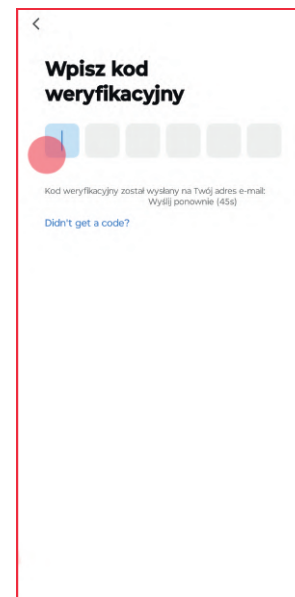 Wpisz kod
weryfikacyjny
Kod weryfikacyjny został wysłany na Twój adres e-mail:
Wyślij ponownie (45s)
Didn't get a code?